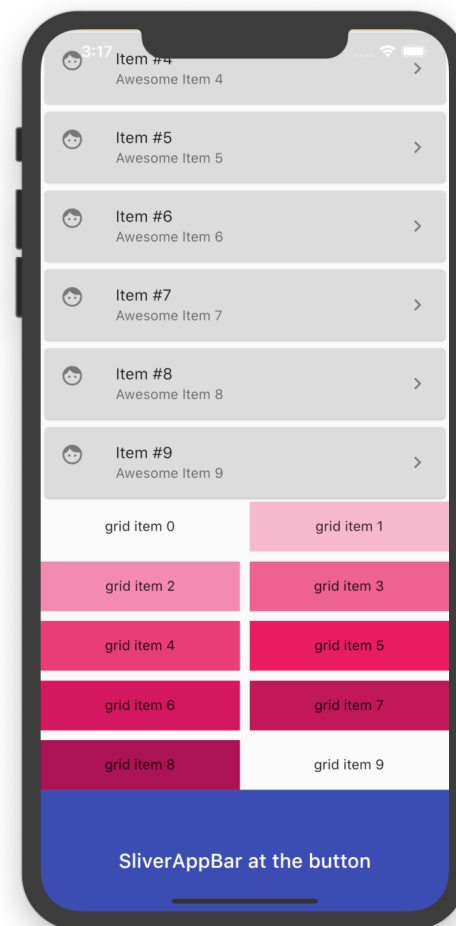 3:17
Item #4
Awesome Item 4
Item #5
Awesome Item 5
Item #6
Awesome Item 6
Item #7
Awesome Item 7
Item #8
Awesome Item 8
Item #9
Awesome Item 9
grid item 0
grid item 1
grid item 2
grid item 3
grid item 4
grid item 5
grid item 6
grid item 7
grid item 8
grid item 9
SliverAppBar at the button